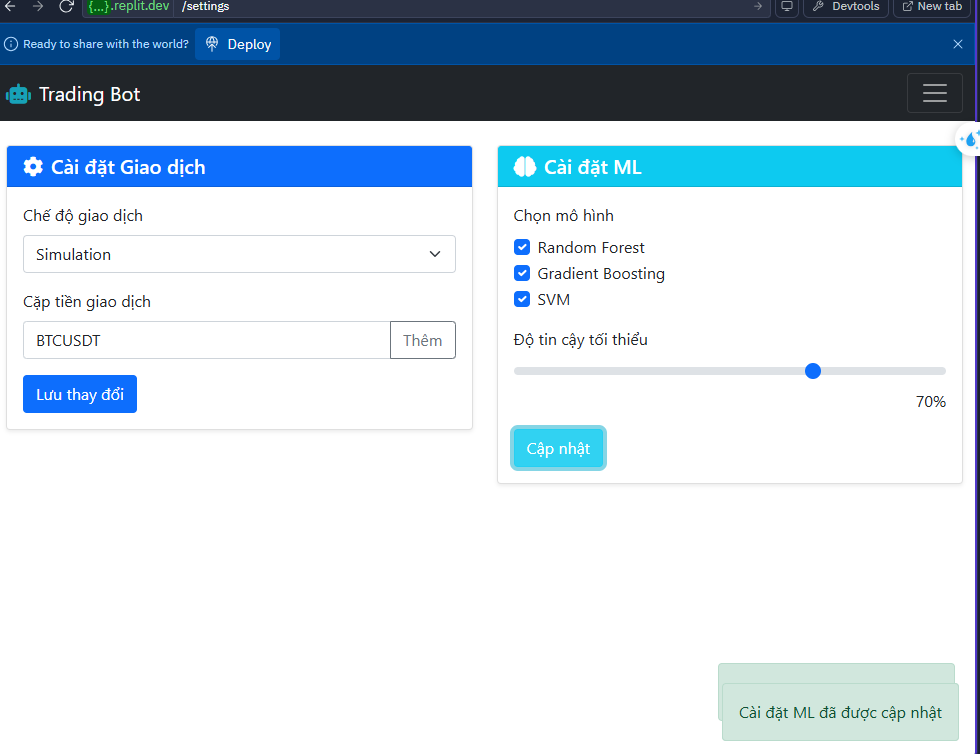 {...}.replit.dev /settings
Devtools
New tab
Ready to share with the world?
Deploy
Trading Bot
Cài đặt Giao dịch
Chế độ giao dịch
Simulation
Cặp tiền giao dịch
BTCUSDT
Thêm
Lưu thay đổi
Cài đặt ML
Chọn mô hình
Random Forest
Gradient Boosting
SVM
Độ tin cậy tối thiểu
70%
Cập nhật
Cài đặt ML đã được cập nhật